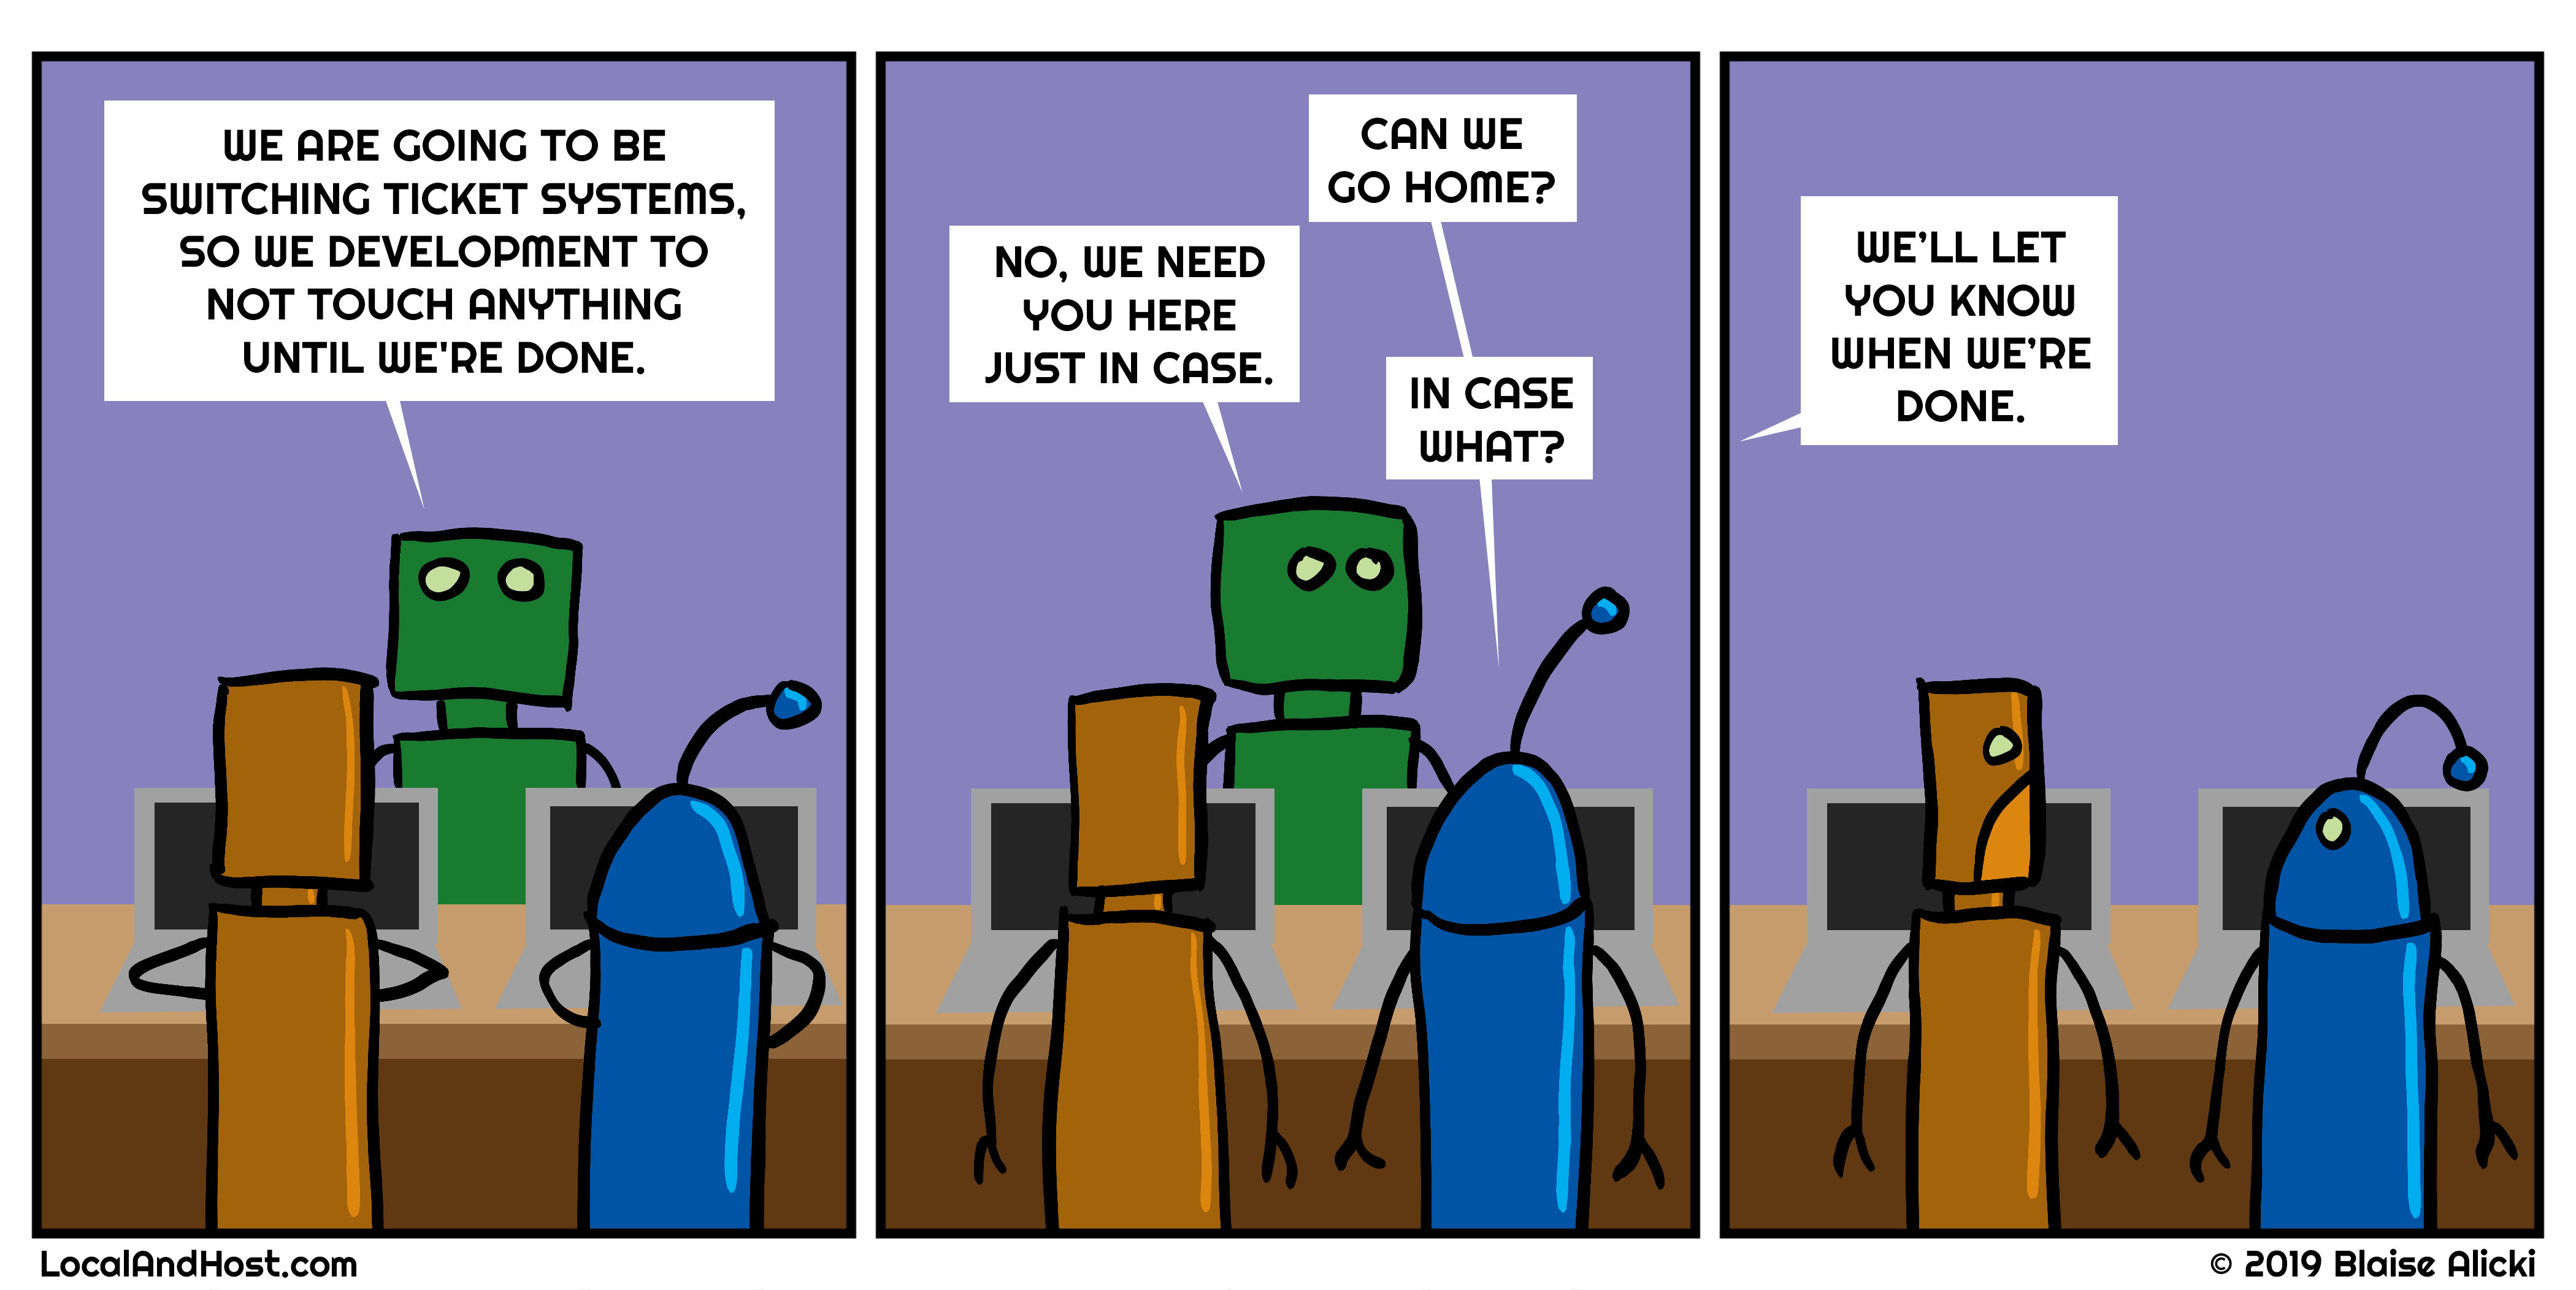 WE ARE GOING TO BE
SWITCHING TICKET SYSTEMS,
SO WE DEVELOPMENT TO
NOT TOUCH ANYTHING
UNTIL WE'RE DONE.
CAN WE
GO HOME?
NO, WE NEED
YOU HERE
JUST IN CASE.
IN CASE
WHAT?
WE’LL LET
YOU KNOW
WHEN WE’RE
DONE.
LocalAndHost.com
© 2019 Blaise Alicki